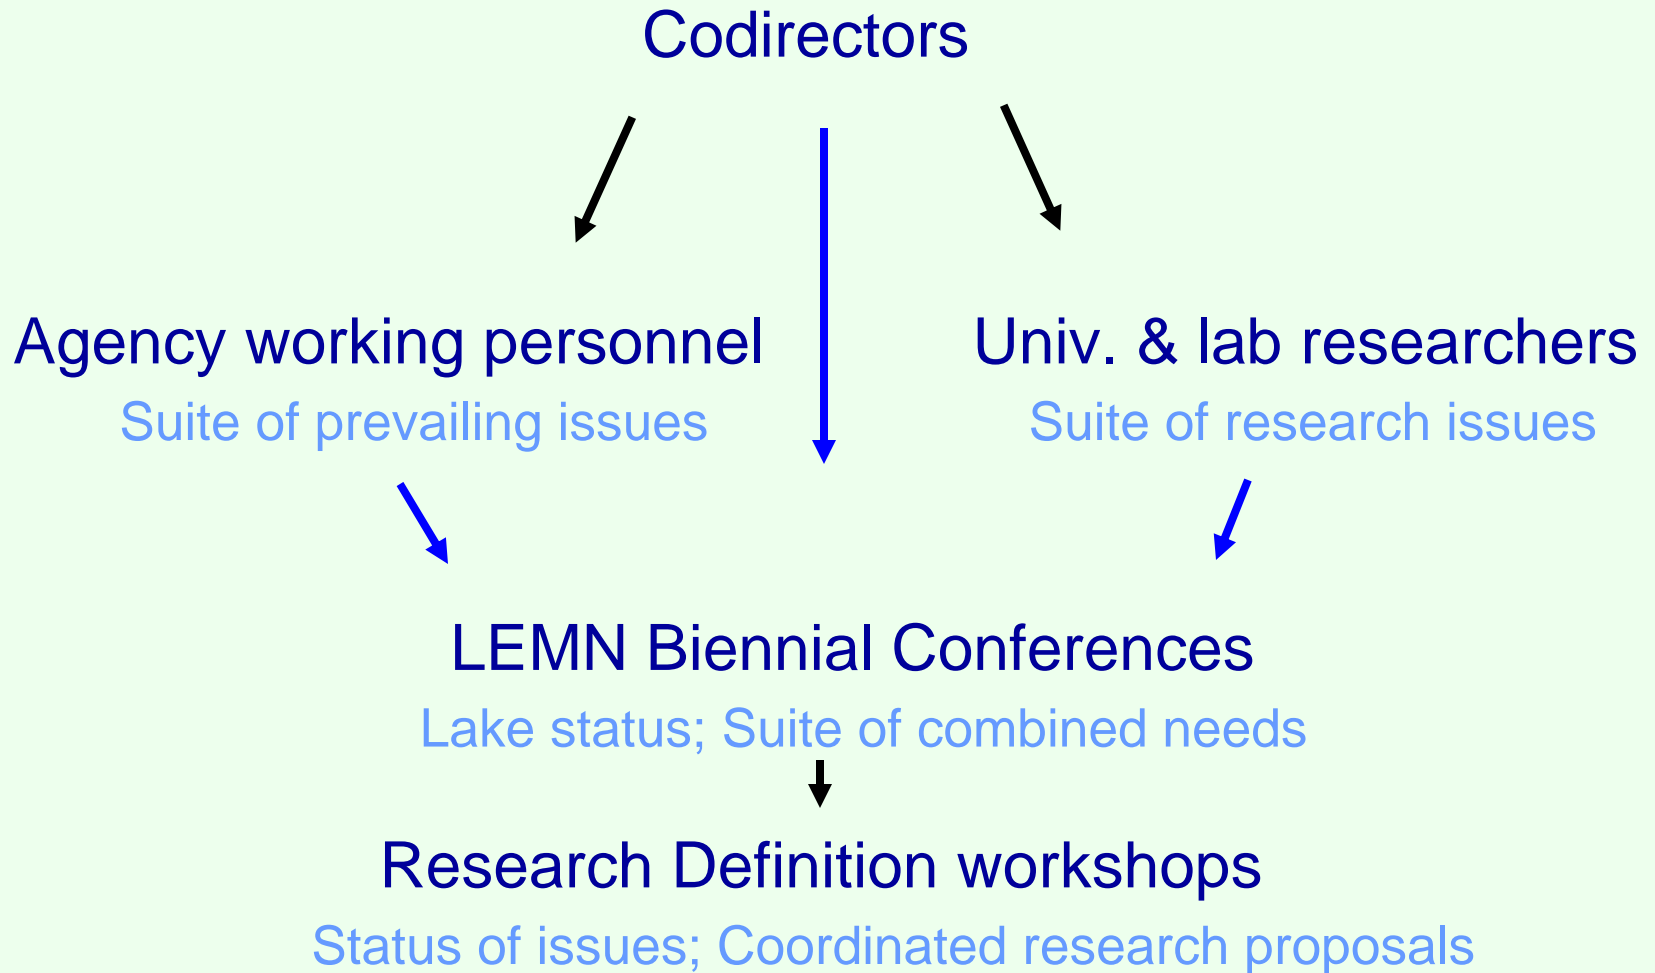 Codirectors
Agency working personnel
Univ. & lab researchers
Suite of prevailing issues
Suite of research issues
LEMN Biennial Conferences
Lake status; Suite of combined needs
Research Definition workshops
Status of issues; Coordinated research proposals